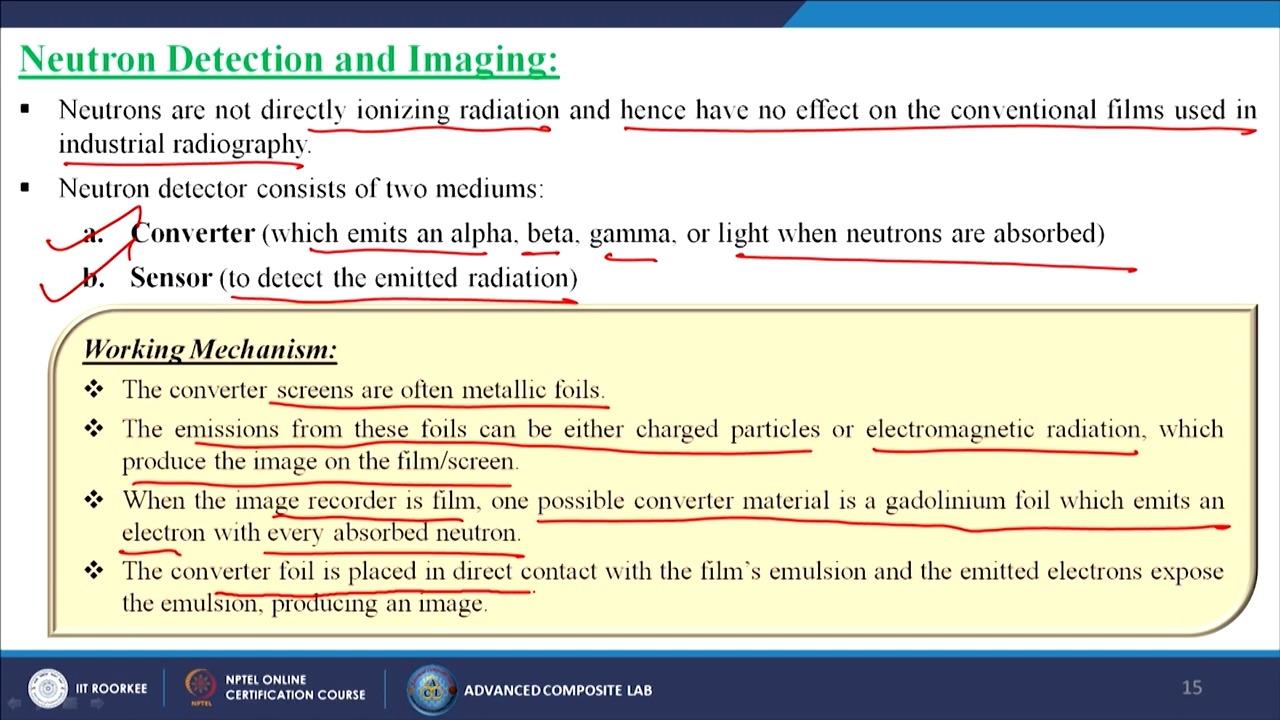 Neutron Detection and Imaging:
▪ Neutrons are not directly ionizing radiation and hence have no effect on the conventional films used in
industrial radiography.
▪ Neutron detector consists of two mediums:
a. Converter (which emits an alpha, beta, gamma, or light when neutrons are absorbed)
b. Sensor (to detect the emitted radiation)
Working Mechanism:
❖ The converter screens are often metallic foils.
❖ The emissions from these foils can be either charged particles or electromagnetic radiation, which
produce the image on the film/screen.
❖ When the image recorder is film, one possible converter material is a gadolinium foil which emits an
electron with every absorbed neutron.
❖ The converter foil is placed in direct contact with the film's emulsion and the emitted electrons expose
the emulsion, producing an image.
IIT ROORKEE
NPTEL
NPTEL ONLINE
CERTIFICATION COURSE
ADVANCED COMPOSITE LAB
15